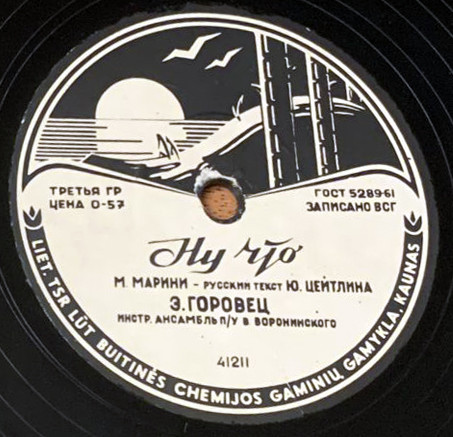 ТРЕТЬЯ ГР
ЦЕНА 0-57
ГОСТ 5289-61
ЗАПИСАНО ВСГ
Ну что
М. МАРИНИ - РУССКИЙ ТЕКСТ Ю. ЦЕЙТЛИНА
Э. ГОРОВЕЦ
ИНСТР. АНСАМБЛЬ П/У В ВОРОНИНСКОГО
41211
LIET. TSR LŪT BUITINĖS CHEMIJOS GAMINIŲ GAMYKLA. KAUNAS